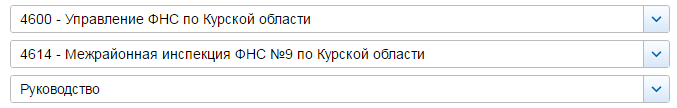 4600 - Управление ФНС по Курской области
4614 - Межрайонная инспекция ФНС №9 по Курской области
Руководство